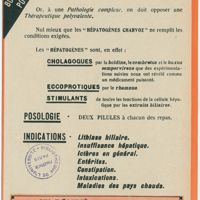 Or, à une Pathologie complexe, on doit opposer une
Thérapeutique polyvalente.
Nul mieux que les "HÉPATOGÈNES CHANVOZ" ne remplit les
conditions exigées.
Les "HÉPATOGÈNES" sont, en effet :
CHOLAGOGUES par la boldine, le combretum et le buxus
sempervirens que des expérimenta-
tions suivies nous ont révélé comme
un médicament puissant.
ECCOPROTIQUES par le rhamnus.
STIMULANTS de toutes les fonctions de la cellule hépa-
tique par les extraits biliaires.
POSOLOGIE - DEUX PILULES à chacun des repas.
INDICATIONS - Lithiase biliaire.
Insuffisance hépatique.
Ictères en général.
Entérites.
Constipation.
Intoxications.
Maladies des pays chauds.